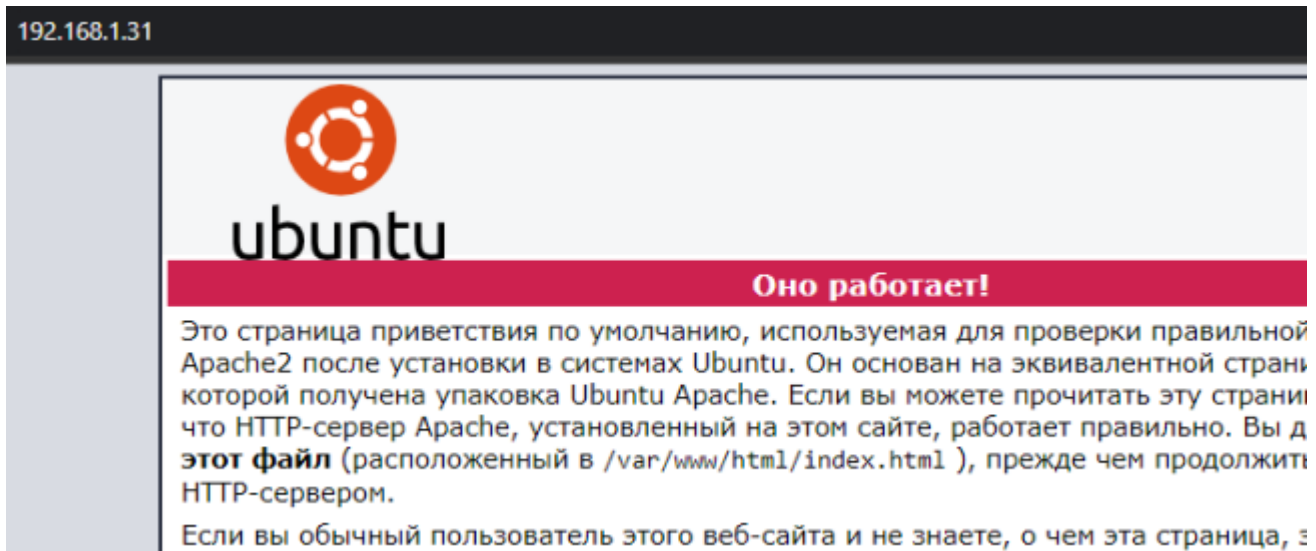 192.168.1.31
ubuntu
Оно работает!
Это страница приветствия по умолчанию, используемая для проверки правильной
Apache2 после установки в системах Ubuntu. Он основан на эквивалентной
которой получена упаковка Ubuntu Apache. Если вы можете прочитать эту
что HTTP-сервер Apache, установленный на этом сайте, работает правильно. Вы
этот файл (расположенный в /var/www/html/index.html ), прежде чем
HTTP-сервером.
Если вы обычный пользователь этого веб-сайта и не знаете, о чем эта страница,